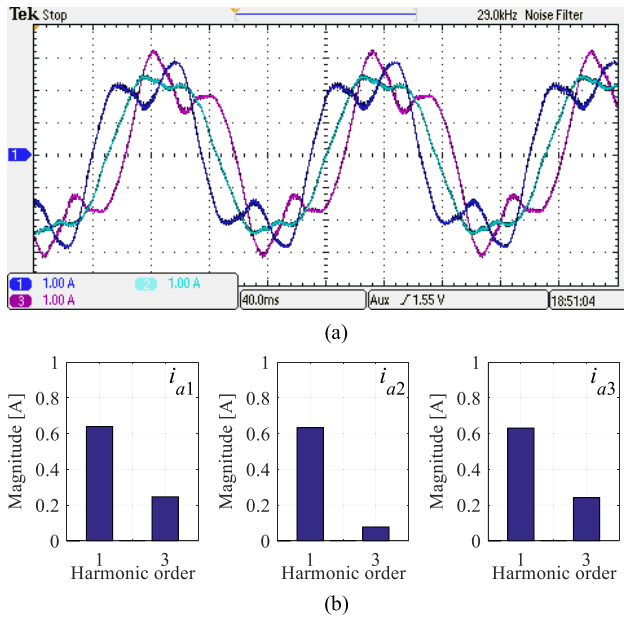 Tek Stop 29.0kHz Noise Filter
1
1 1.00 A 2 1.00 A
3 1.00 A 40.0ms Aux 1.55 V 18:51:04
(a)
1 1 1
i_a1 i_a2 i_a3
0.8 0.8 0.8
0.6 0.6 0.6
0.4 0.4 0.4
0.2 0.2 0.2
0 0 0
Magnitude [A] Magnitude [A] Magnitude [A]
1 3 1 3 1 3
Harmonic order Harmonic order Harmonic order
(b)